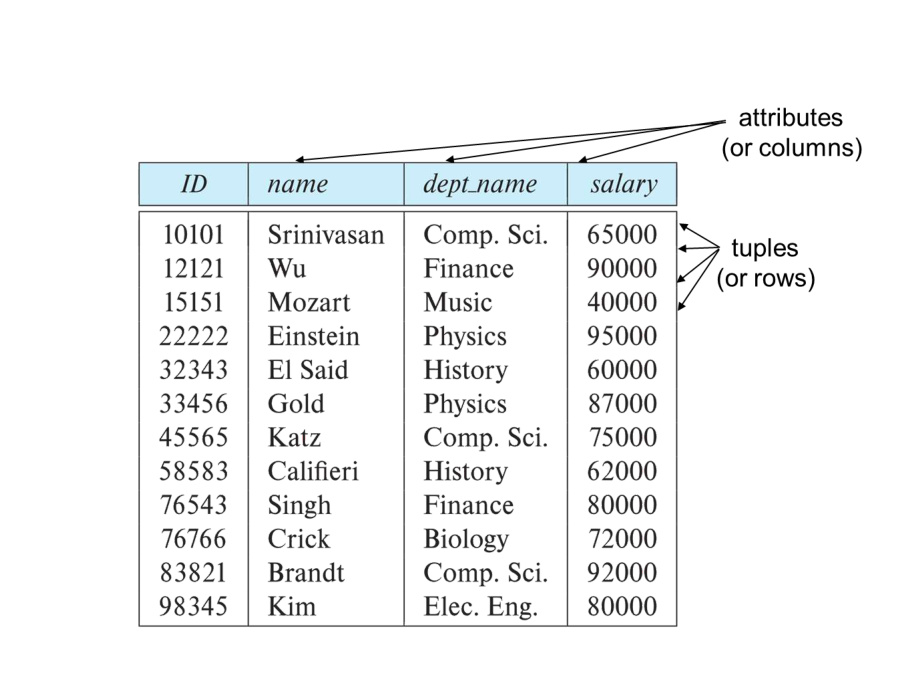 attributes
(or columns)
ID name dept_name salary
10101 Srinivasan Comp. Sci. 65000
12121 Wu Finance 90000
15151 Mozart Music 40000
22222 Einstein Physics 95000
32343 El Said History 60000
33456 Gold Physics 87000
45565 Katz Comp. Sci. 75000
58583 Califieri History 62000
76543 Singh Finance 80000
76766 Crick Biology 72000
83821 Brandt Comp. Sci. 92000
98345 Kim Elec. Eng. 80000
tuples
(or rows)